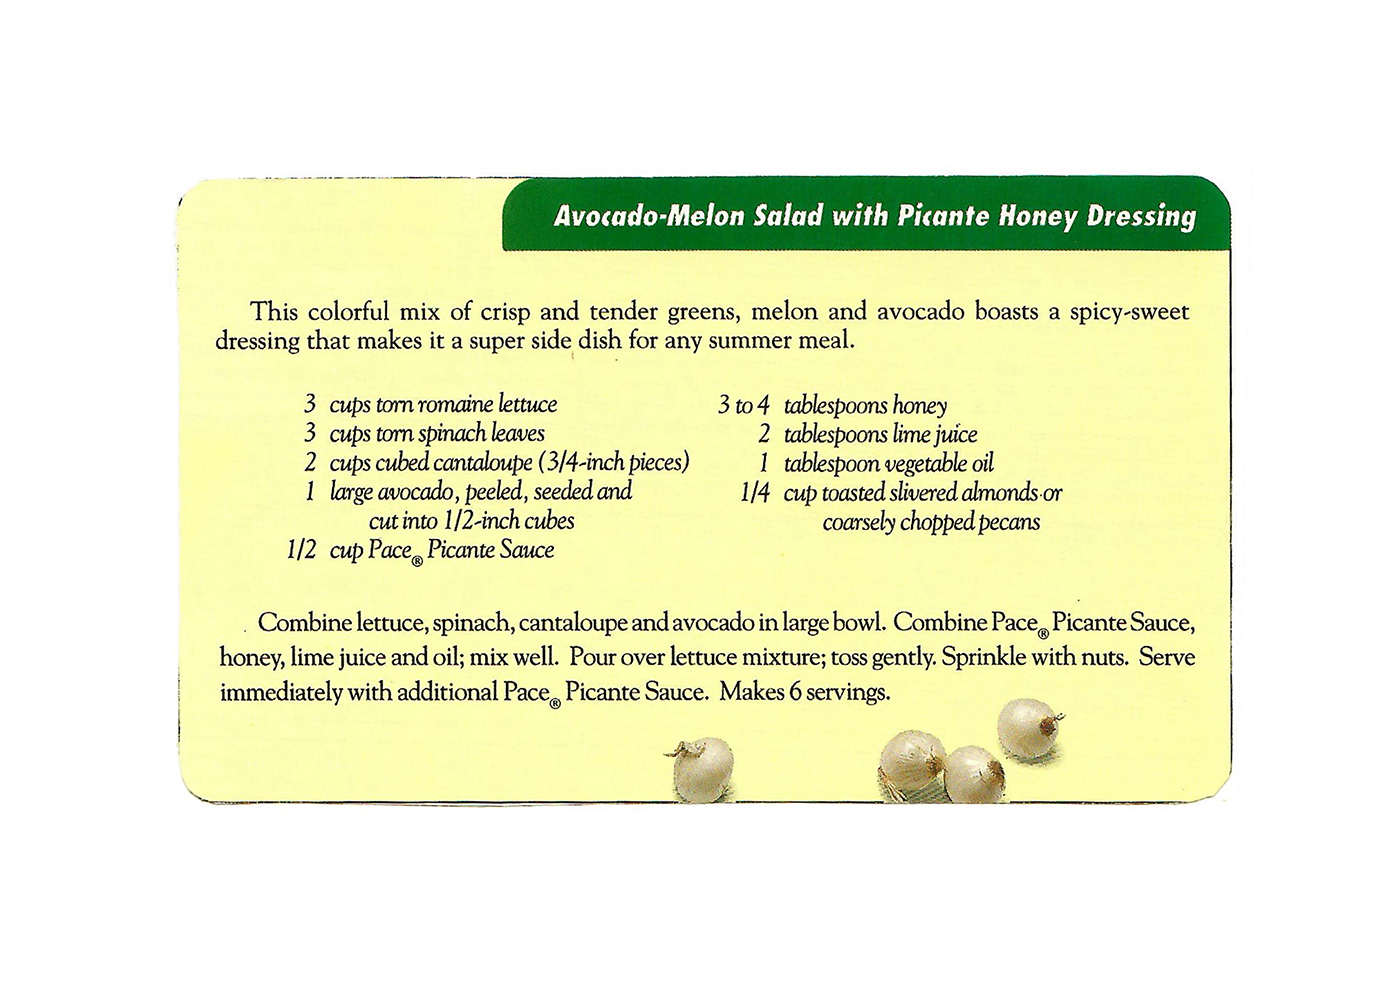 Avocado-Melon Salad with Picante Honey Dressing
This colorful mix of crisp and tender greens, melon and avocado boasts a spicy-sweet
dressing that makes it a super side dish for any summer meal.
3 cups torn romaine lettuce
3 cups torn spinach leaves
2 cups cubed cantaloupe (3/4-inch pieces)
1 large avocado, peeled, seeded and
cut into 1/2-inch cubes
1/2 cup Pace® Picante Sauce
3 to 4 tablespoons honey
2 tablespoons lime juice
1 tablespoon vegetable oil
1/4 cup toasted slivered almonds or
coarsely chopped pecans
Combine lettuce, spinach, cantaloupe and avocado in large bowl. Combine Pace® Picante Sauce,
honey, lime juice and oil; mix well. Pour over lettuce mixture; toss gently. Sprinkle with nuts. Serve
immediately with additional Pace® Picante Sauce. Makes 6 servings.